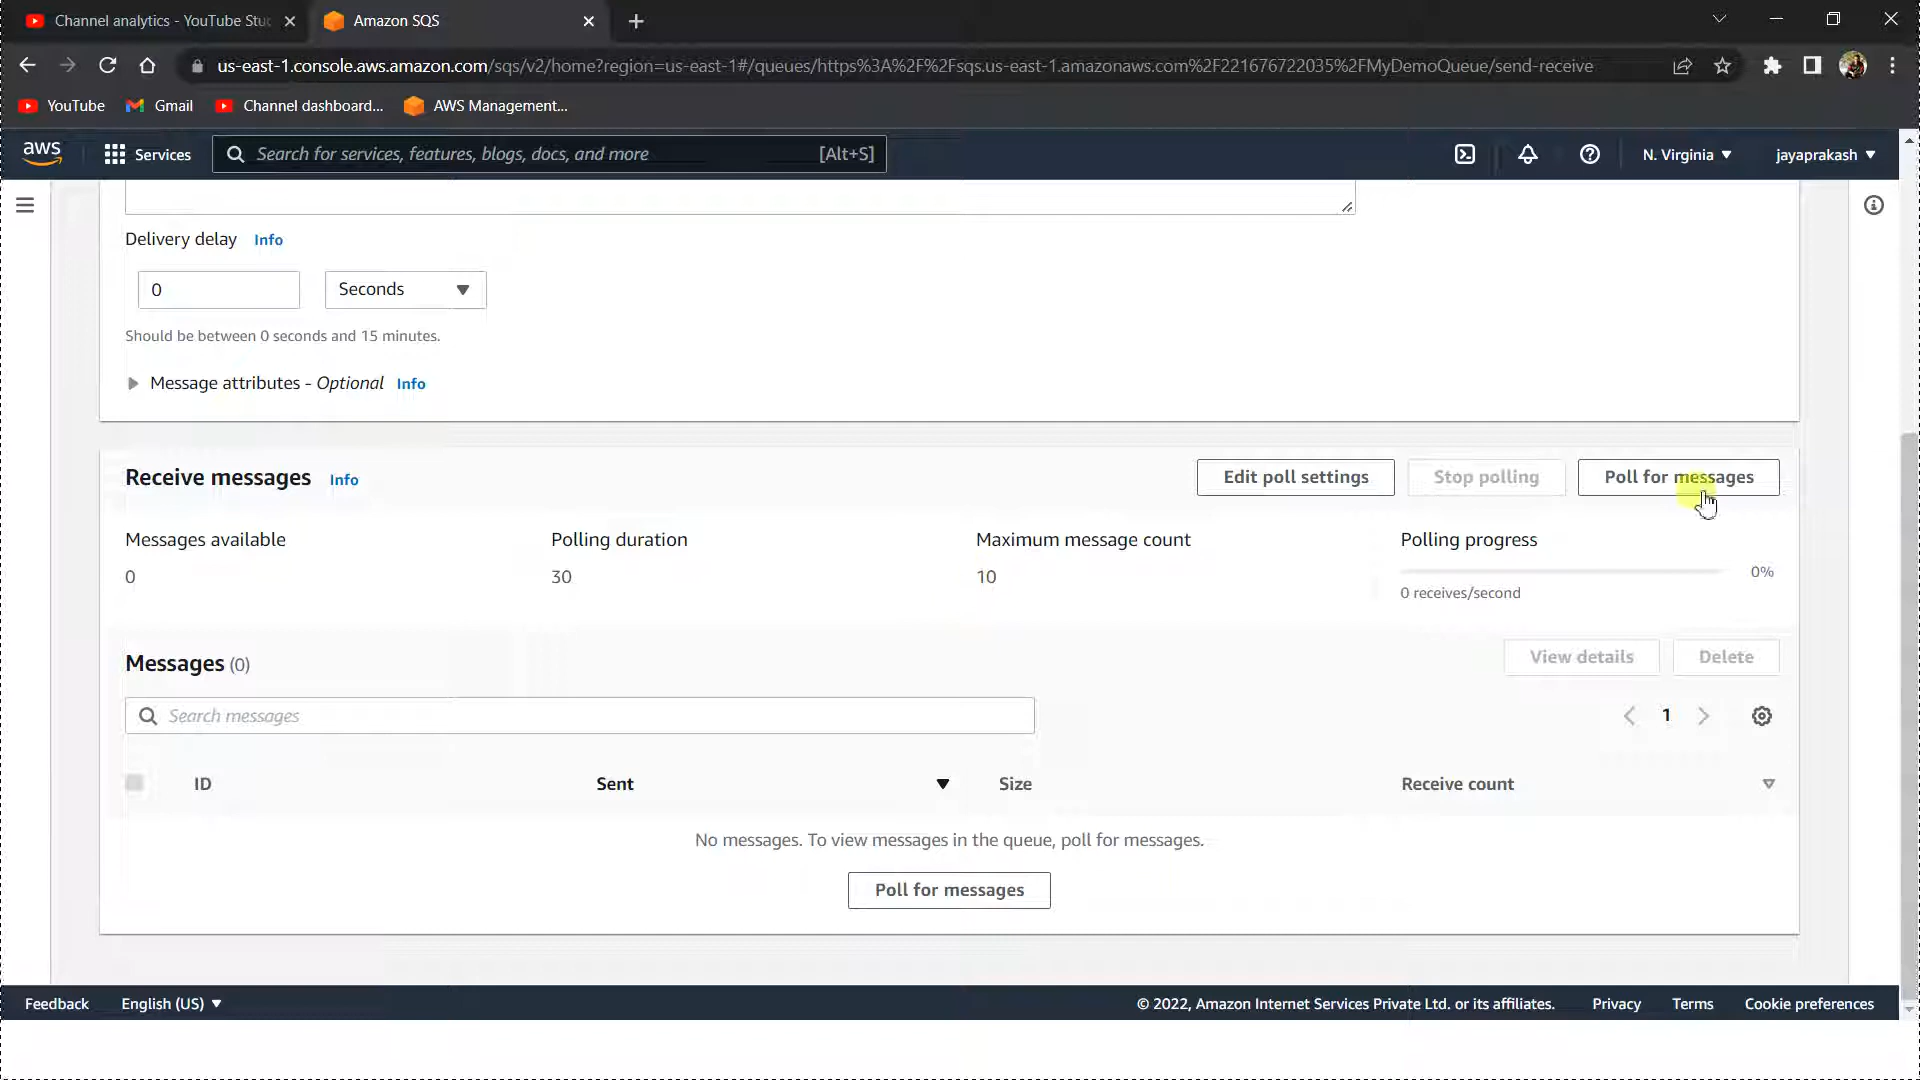 Channel analytics - YouTube Stu
Amazon SQS
us-east-1.console.aws.amazon.com/sqs/v2/home?region=us-east-1#/queues/https%3A%2F%2Fsqs.us-east-1.amazonaws.com%2F221676722035%2FMyDemoQueue/send-receive
YouTube Gmail Channel dashboard... AWS Management...
aws Services Search for services, features, blogs, docs, and more [Alt+S] N. Virginia ▼ jayaprakash ▼
Delivery delay Info
0 Seconds
Should be between 0 seconds and 15 minutes.
Message attributes - Optional Info
Receive messages Info Edit poll settings Stop polling Poll for messages
Messages available Polling duration Maximum message count Polling progress
0 30 10 0%
0 receives/second
Messages (0) View details Delete
Search messages 1
ID Sent Size Receive count
No messages. To view messages in the queue, poll for messages.
Poll for messages
Feedback English (US) ▼ © 2022, Amazon Internet Services Private Ltd. or its affiliates. Privacy Terms Cookie preferences